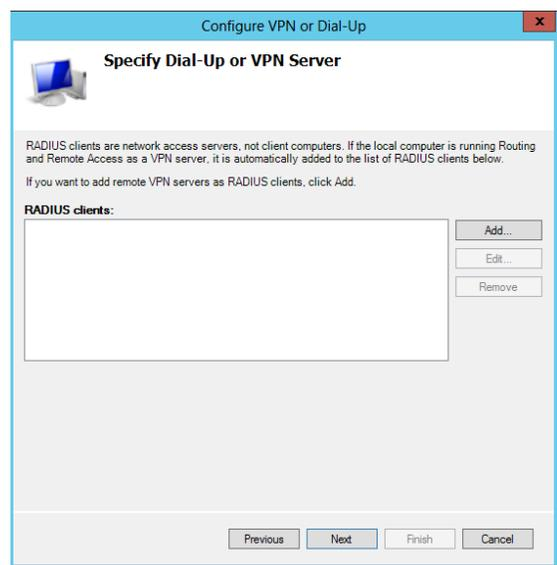 Configure VPN or Dial-Up
x
Specify Dial-Up or VPN Server
RADIUS clients are network access servers, not client computers. If the local computer is running Routing
and Remote Access as a VPN server, it is automatically added to the list of RADIUS clients below.
If you want to add remote VPN servers as RADIUS clients, click Add.
RADIUS clients:
Add...
Edit...
Remove
Previous Next Finish Cancel